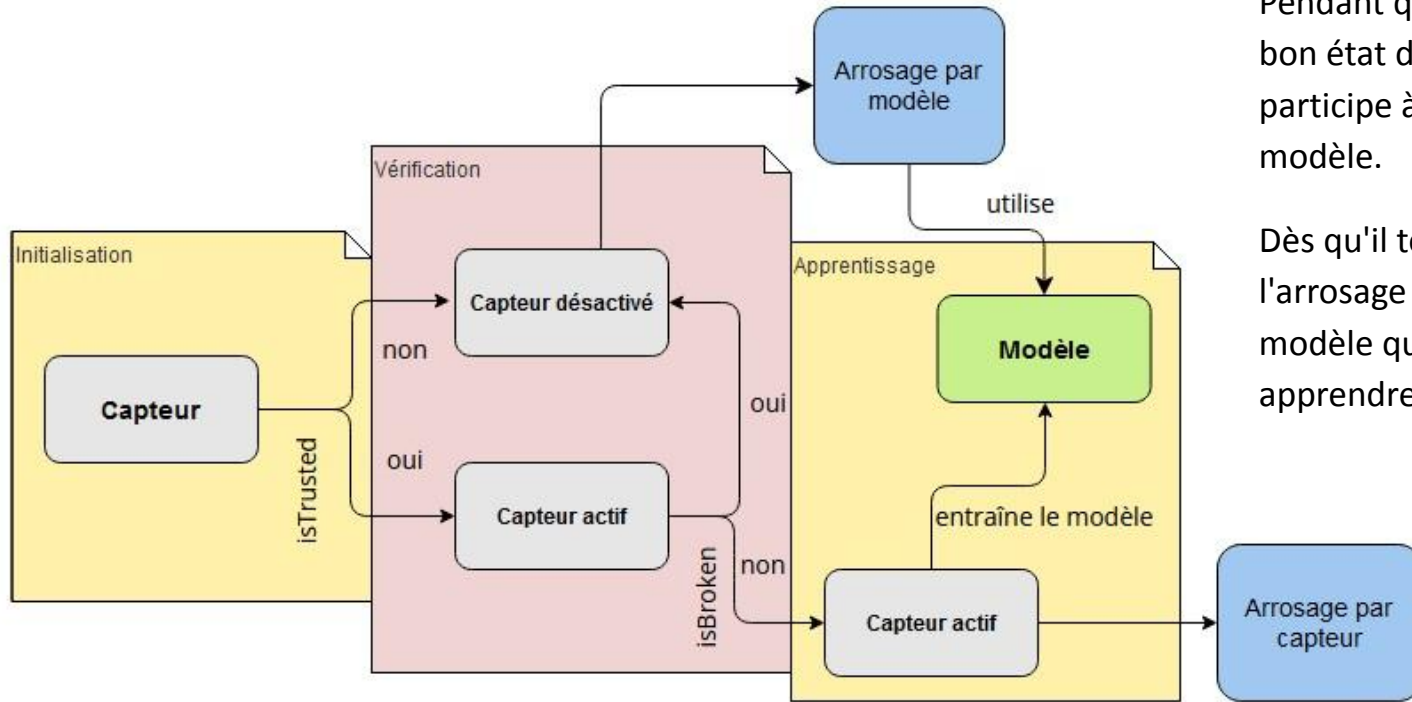 Initialisation
Capteur
isTrusted
non
oui
Vérification
Capteur désactivé
Capteur actif
isBroken
oui
non
Arrosage par
modèle
utilise
Apprentissage
Modèle
entraîne le modèle
Capteur actif
Arrosage par
capteur
Pendant
bon état
participe à
modèle.
Dès qu'il
l'arrosage
modèle
apprendre